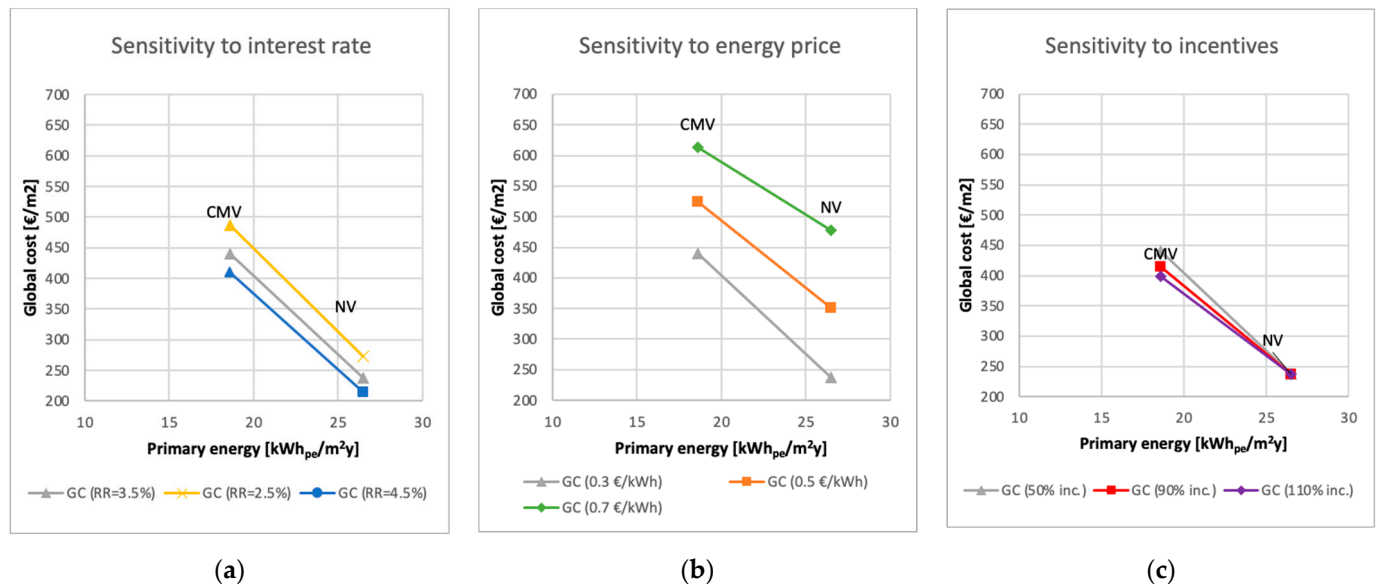 Sensitivity to interest rate
700
650
600
550
500
450
400
350
300
250
200
Global cost [€/m2]
CMV
NV
10 15 20 25 30
Primary energy [kWhpe/m²y]
GC (RR=3.5%) GC (RR=2.5%) GC (RR=4.5%)
(a)
Sensitivity to energy price
700
650
600
550
500
450
400
350
300
250
200
Global cost [€/m2]
CMV
NV
10 15 20 25 30
Primary energy [kWhpe/m²y]
GC (0.3 €/kWh) GC (0.5 €/kWh)
GC (0.7 €/kWh)
(b)
Sensitivity to incentives
700
650
600
550
500
450
400
350
300
250
200
Global cost [€/m2]
CMV
NV
10 15 20 25 30
Primary energy [kWhpe/m²y]
GC (50% inc.) GC (90% inc.) GC (110% inc.)
(c)